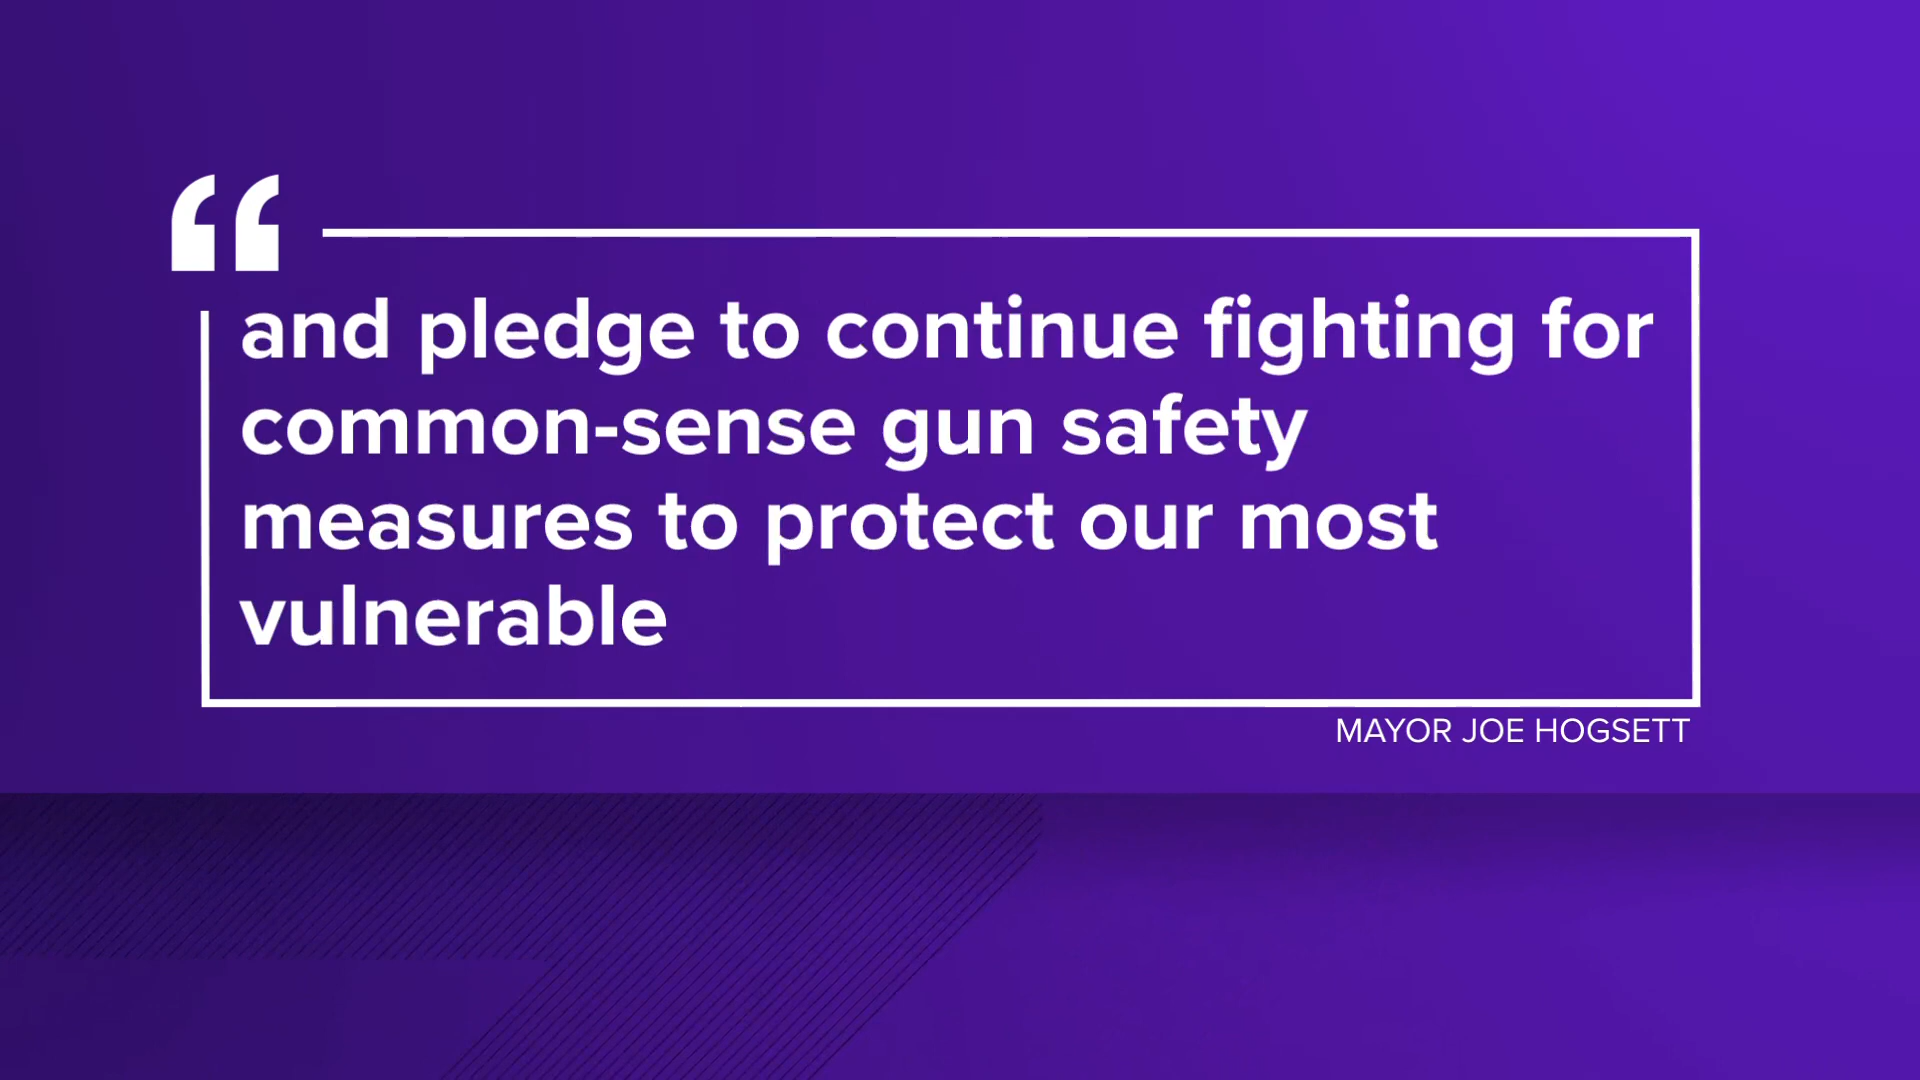 “
and pledge to continue fighting for
common-sense gun safety
measures to protect our most
vulnerable
MAYOR JOE HOGSETT